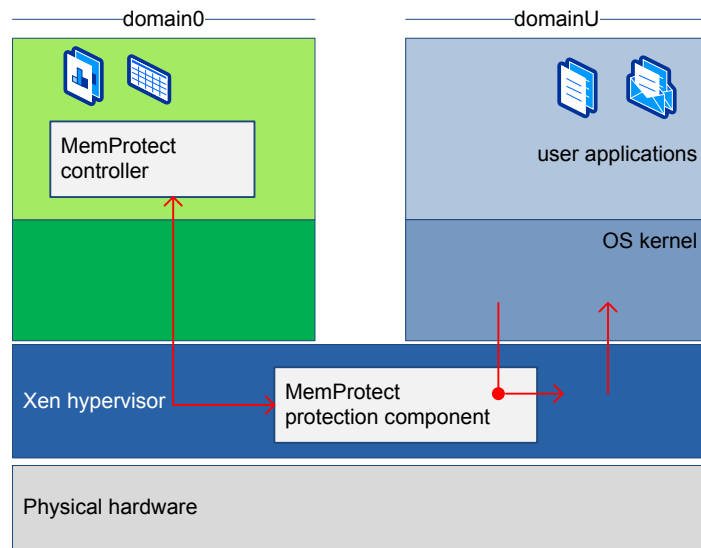 domain0
domainU
MemProtect
controller
user applications
OS kernel
Xen hypervisor
MemProtect
protection component
Physical hardware